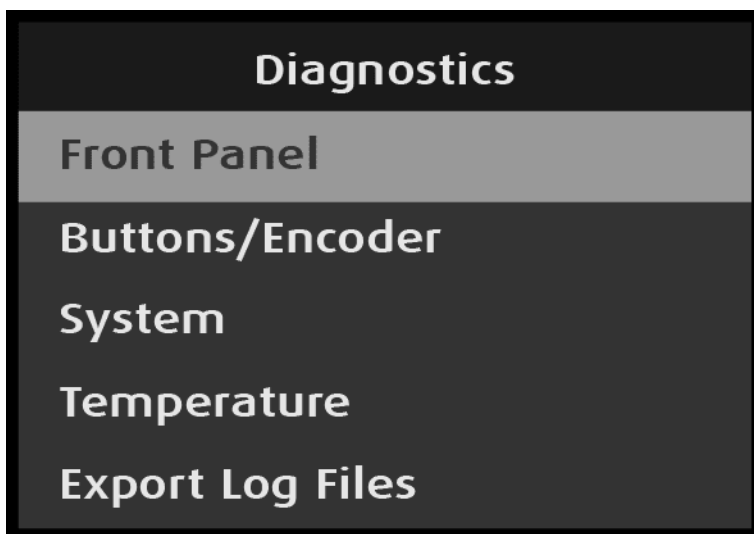 Diagnostics
Front Panel
Buttons/Encoder
System
Temperature
Export Log Files